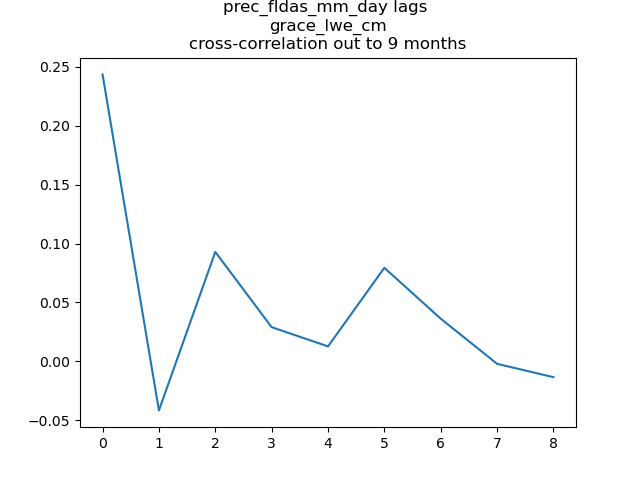 prec_fldas_mm_day lags
grace_lwe_cm
cross-correlation out to 9 months
0.25
0.20
0.15
0.10
0.05
0.00
−0.05
0 1 2 3 4 5 6 7 8